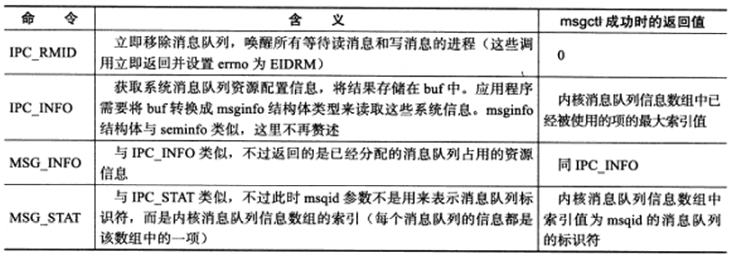 命 令 含 义 msgctl 成功时的返回值
IPC_RMID 立即移除消息队列，唤醒所有等待读消息和写消息的进程（这些调
用立即返回并设置 errno 为 EIDRM） 0
IPC_INFO 获取系统消息队列资源配置信息，将结果存储在 buf 中。应用程序
需要将 buf 转换成 msginfo 结构体类型来读取这些系统信息。msginfo
结构体与 seminfo 类似，这里不再赘述
内核消息队列信息数组中已
经被使用的项的最大索引值
MSG_INFO 与 IPC_INFO 类似，不过返回的是已经分配的消息队列占用的资源
信息
同 IPC_INFO
MSG_STAT 与 IPC_STAT 类似，不过此时 msqid 参数不是用来表示消息队列标
识符，而是内核消息队列信息数组的索引（每个消息队列的信息都是
该数组中的一项）
内核消息队列信息数组中
索引值为 msqid 的消息队列
的标识符